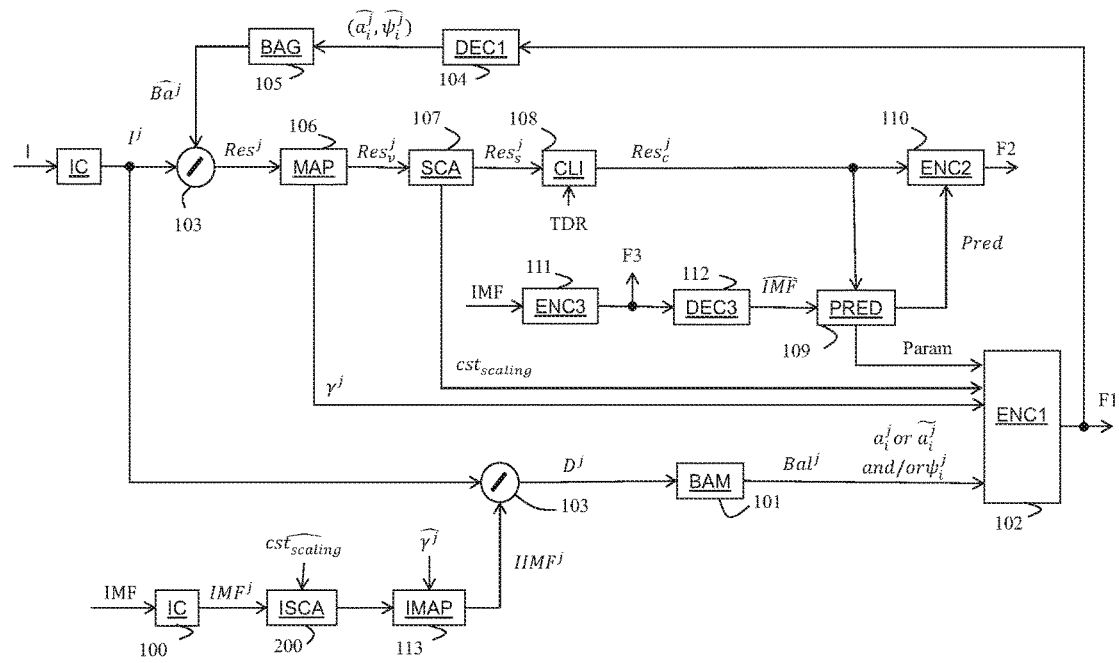 (a_i^j, ψ_i^j)
BAG
DEC1
105
104
Ba^j
106
107
108
110
I
IC
I^j
Res^j
MAP
Res_v^j
SCA
Res_s^j
CLI
Res_c^j
ENC2
F2
103
TDR
Pred
111
F3
112
IMF
ENC3
DEC3
IMF
PRED
109
Param
cst_scaling
γ^j
ENC1
F1
a_i^j or a_i^j
and/or ψ_i^j
D^j
BAM
Bal^j
103
101
102
cst_scaling
γ^j
IIMF^j
IMF
IC
IMF^j
ISCA
IMAP
100
200
113